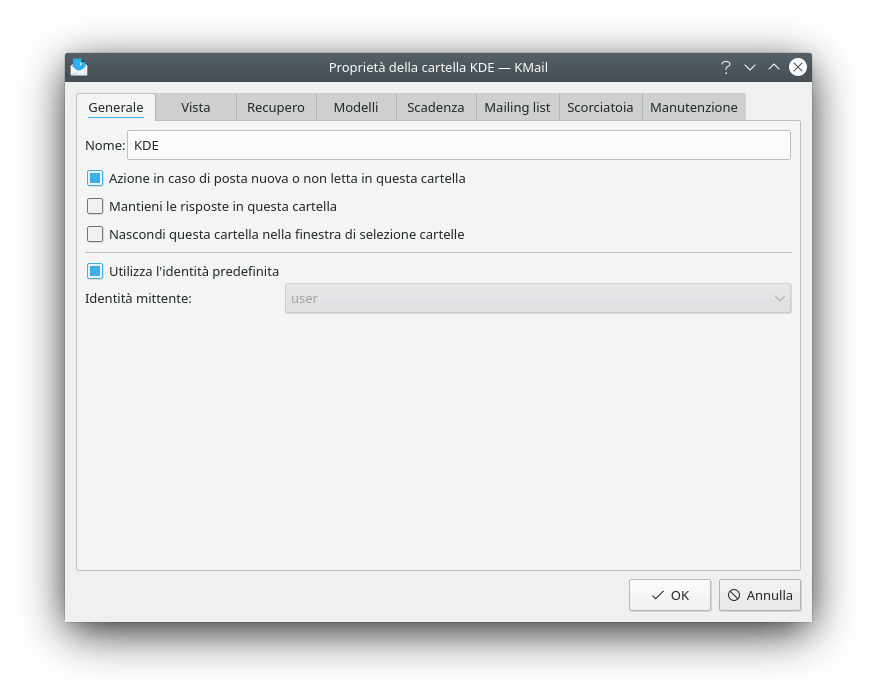 Proprietà della cartella KDE — KMail
Generale Vista Recupero Modelli Scadenza Mailing list Scorciatoia Manutenzione
Nome: KDE
Azione in caso di posta nuova o non letta in questa cartella
Mantieni le risposte in questa cartella
Nascondi questa cartella nella finestra di selezione cartelle
Utilizza l'identità predefinita
Identità mittente: user
OK Annulla